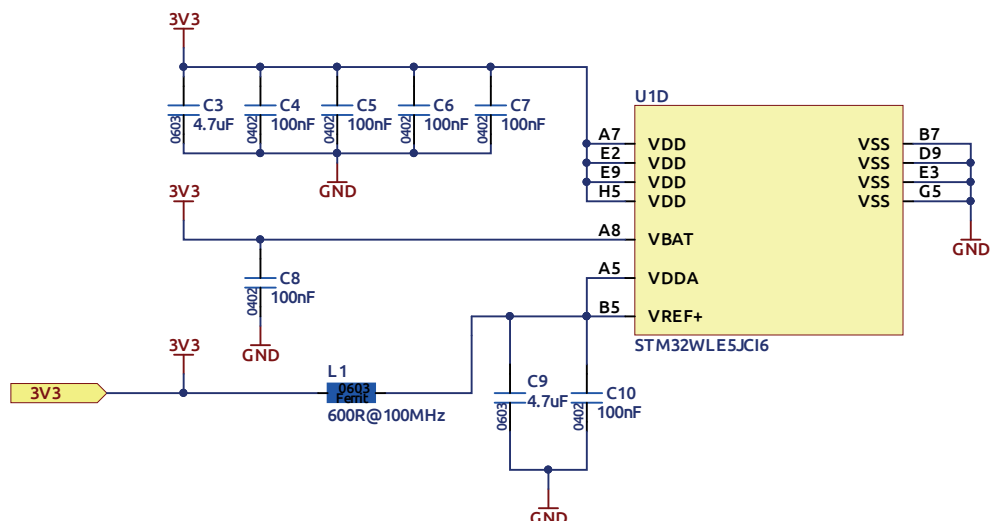 3V3
C3
4.7uF
0603
C4
100nF
0402
C5
100nF
0402
C6
100nF
0402
C7
100nF
0402
GND
U1D
A7 VDD VSS B7
E2 VDD VSS D9
E9 VDD VSS E3
H5 VDD VSS G5
GND
3V3
A8 VBAT
C8
100nF
0402
GND
A5 VDDA
B5 VREF+
STM32WLE5JCI6
3V3
3V3
L1
0603
Ferrit
600R@100MHz
C9
4.7uF
0603
C10
100nF
0402
GND